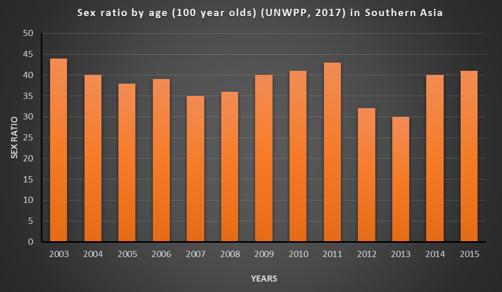 Sex ratio by age (100 year olds) (UNWPP, 2017) in Southern Asia
50
45
40
35
30
25
20
15
10
5
0
SEX RATIO
2003 2004 2005 2006 2007 2008 2009 2010 2011 2012 2013 2014 2015
YEARS